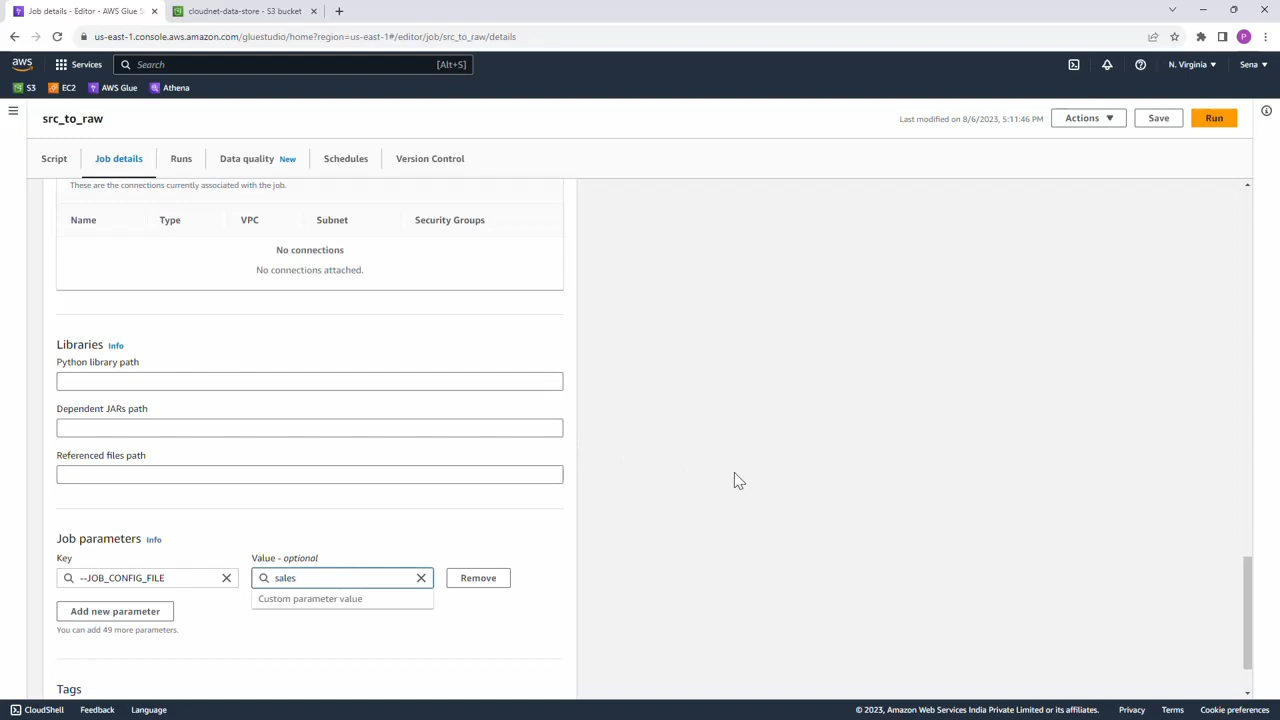 Job details - Editor - AWS Glue S
cloudnet-data-store - S3 bucket
us-east-1.console.aws.amazon.com/gluestudio/home?region=us-east-1#/editor/job/src_to_raw/details
P
aws
Services
Search
[Alt+S]
N. Virginia
Sena
S3
EC2
AWS Glue
Athena
src_to_raw
Last modified on 8/6/2023, 5:11:46 PM
Actions
Save
Run
Script
Job details
Runs
Data quality New
Schedules
Version Control
These are the connections currently associated with the job.
Name
Type
VPC
Subnet
Security Groups
No connections
No connections attached.
Libraries Info
Python library path
Dependent JARs path
Referenced files path
Job parameters Info
Key
Value - optional
--JOB_CONFIG_FILE
sales
Remove
Custom parameter value
Add new parameter
You can add 49 more parameters.
Tags
CloudShell
Feedback
Language
© 2023, Amazon Web Services India Private Limited or its affiliates.
Privacy
Terms
Cookie preferences